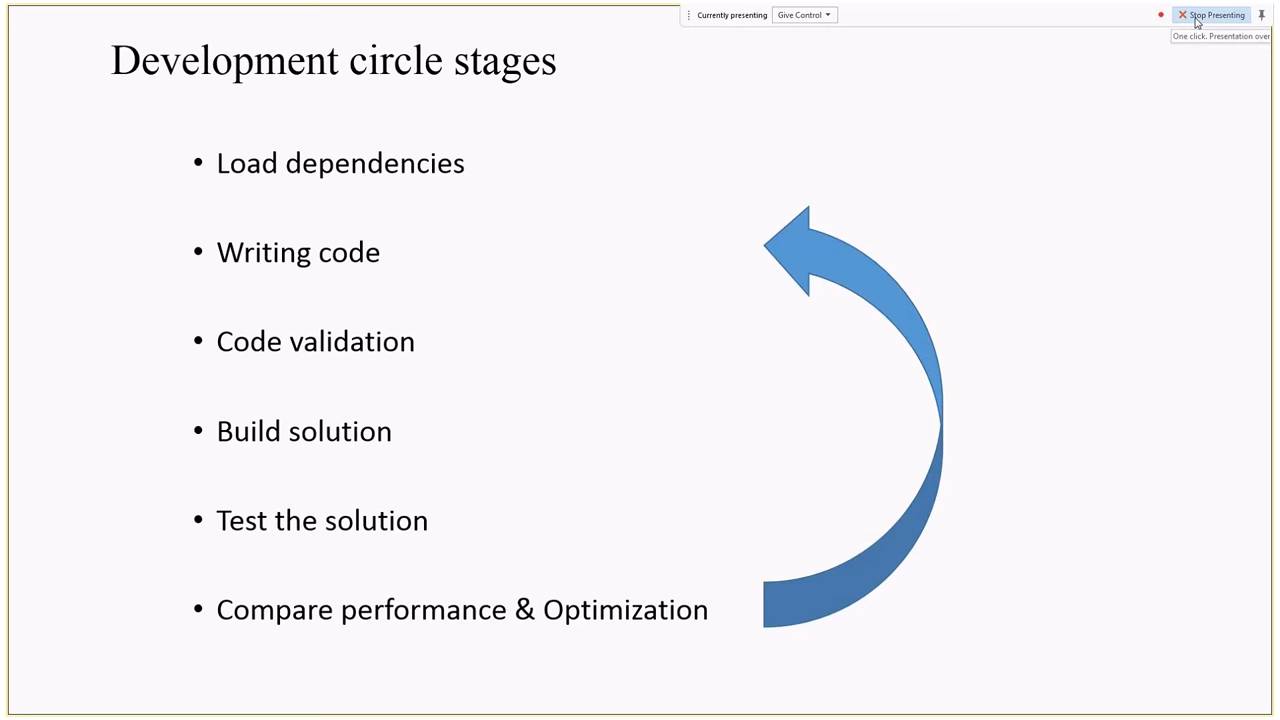 Currently presenting Give Control Stop Presenting
One click. Presentation over
Development circle stages
• Load dependencies
• Writing code
• Code validation
• Build solution
• Test the solution
• Compare performance & Optimization